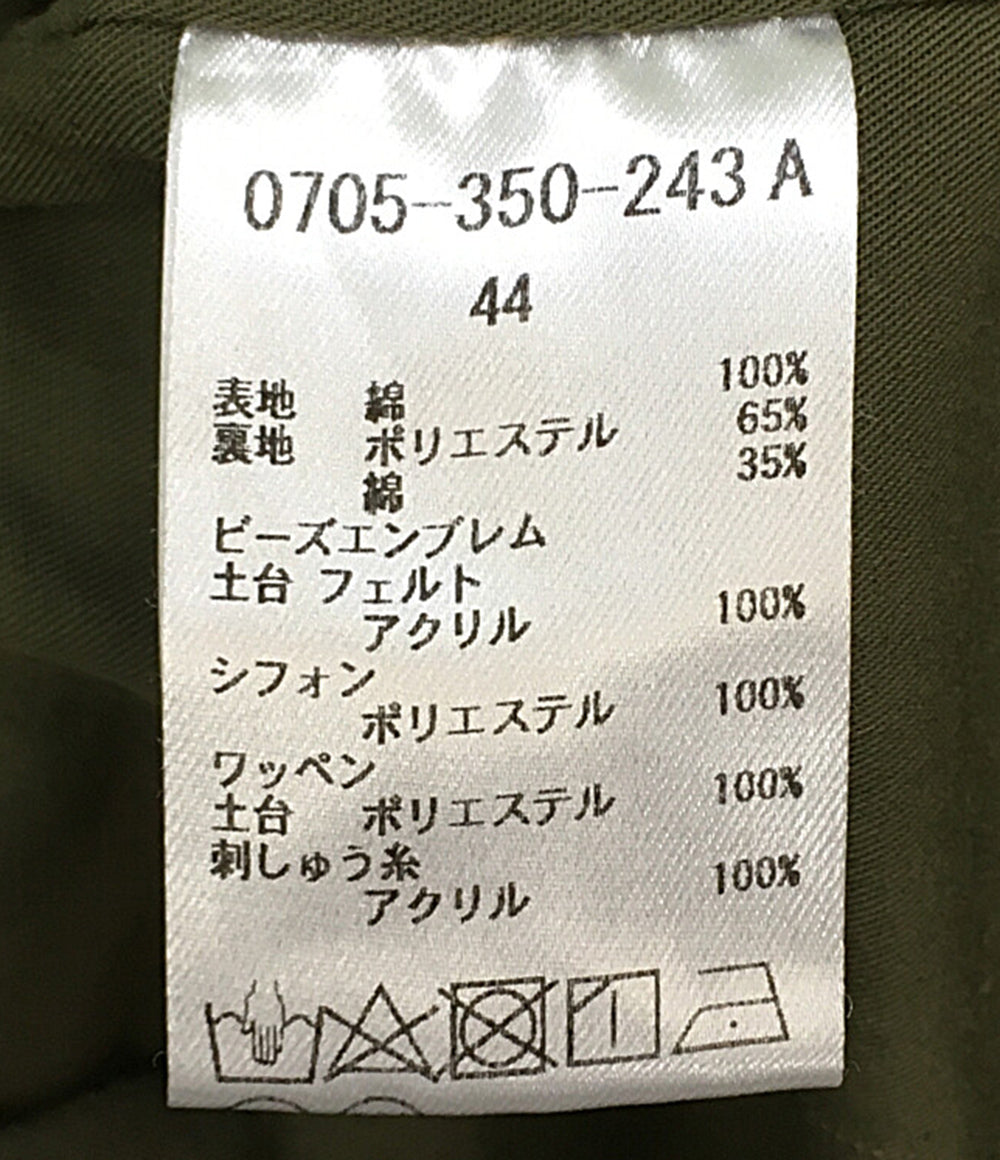 0705-350-243 A
44
表地 綿 100%
裏地 ポリエステル 65%
綿 35%
ビーズエンブレム
土台 フェルト
アクリル 100%
シフォン
ポリエステル 100%
ワッペン
土台 ポリエステル 100%
刺しゅう糸
アクリル 100%